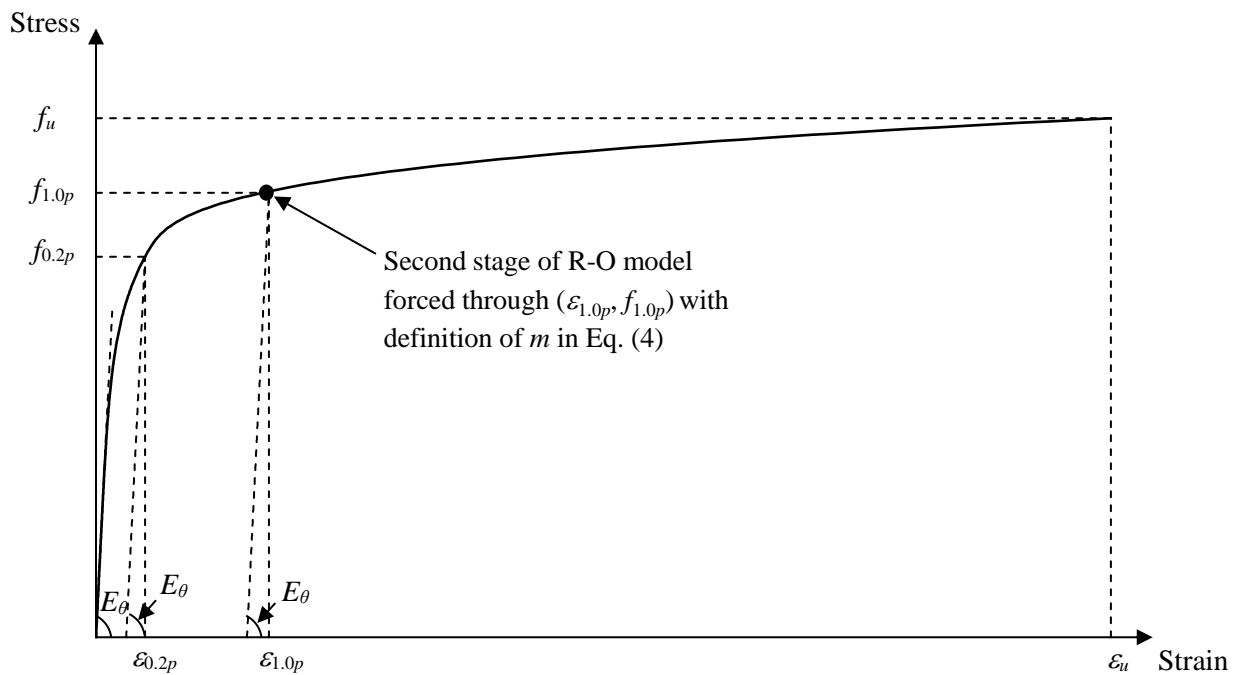 Stress
fu
f1.0p
f0.2p
Second stage of R-O model
forced through (ε1.0p, f1.0p) with
definition of m in Eq. (4)
Eθ
Eθ
Eθ
ε0.2p
ε1.0p
εu
Strain